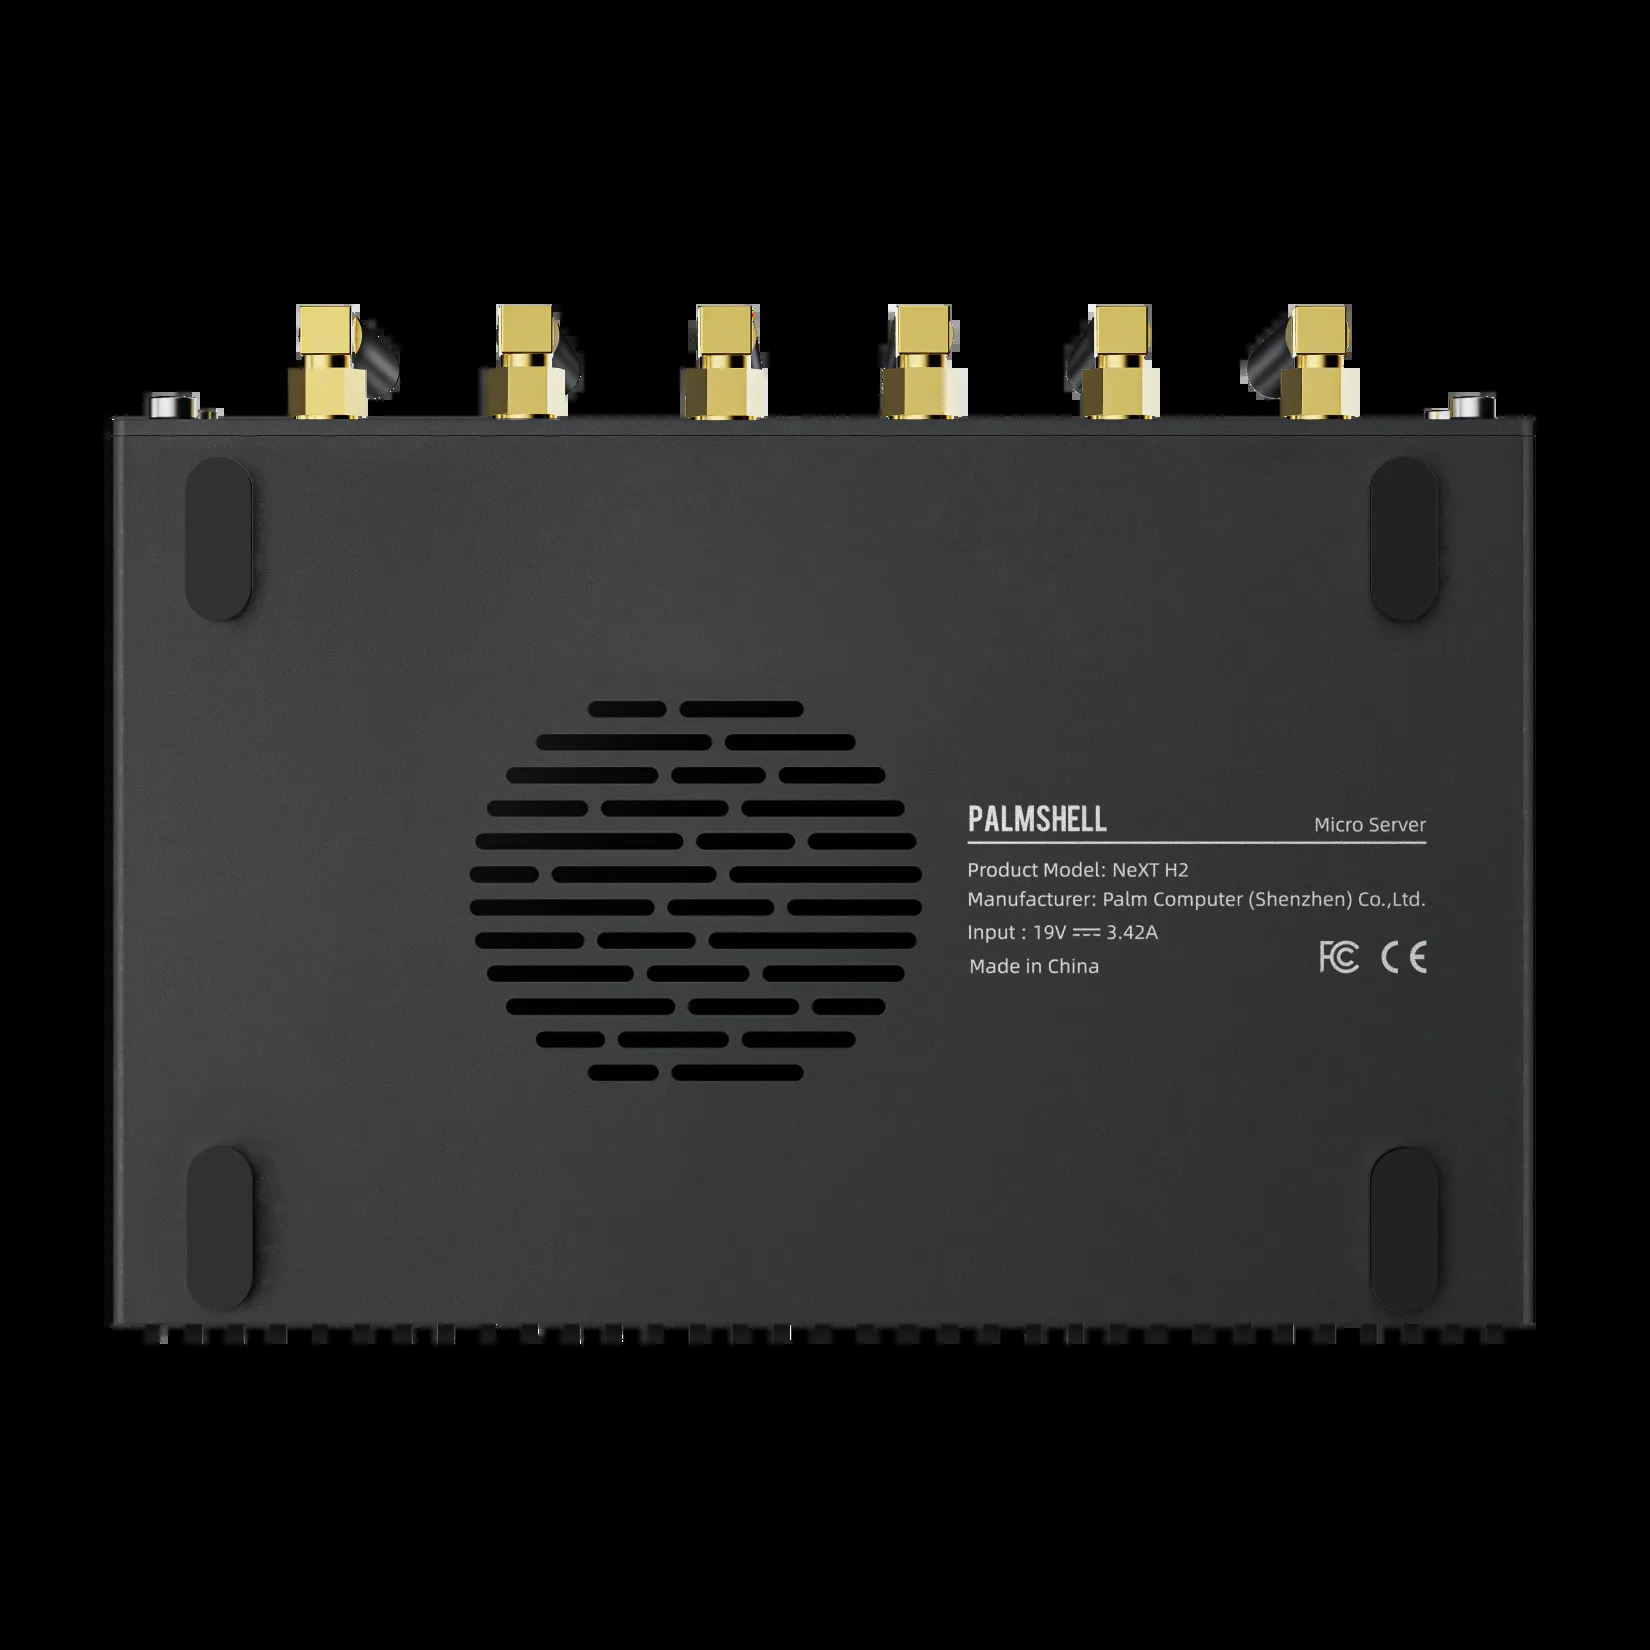 PALMSHELL Micro Server
Product Model: NeXT H2
Manufacturer: Palm Computer (Shenzhen) Co.,Ltd.
Input : 19V ⎓ 3.42A
Made in China FC CE